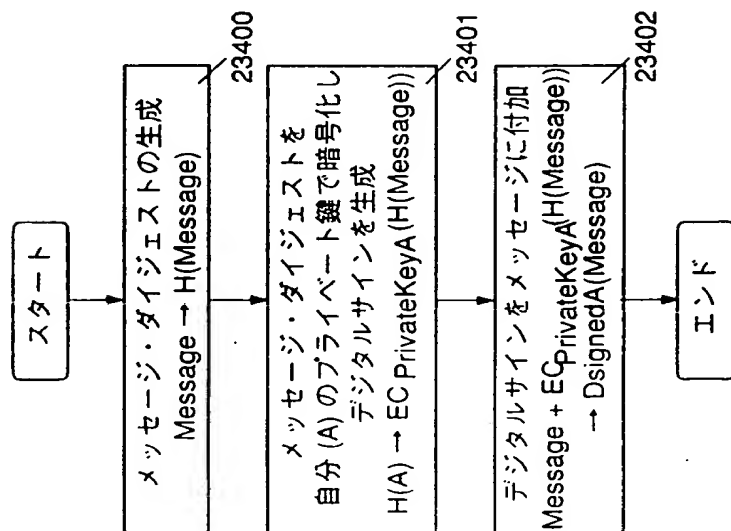 スタート
メッセージ・ダイジェストの生成
Message → H(Message)
23400
メッセージ・ダイジェストを
自分(A)のプライベート鍵で暗号化し
デジタルサインを生成
H(A) → EC PrivateKeyA(H(Message))
23401
デジタルサインをメッセージに付加
Message + EC PrivateKeyA(H(Message))
→ DsignedA(Message)
23402
エンド